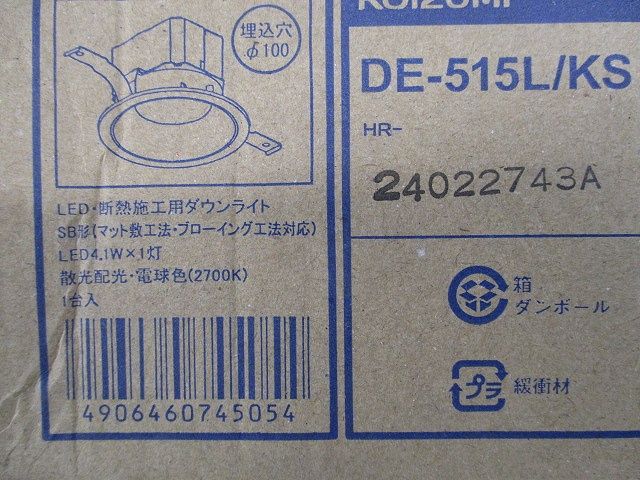 埋込穴
φ100
LED・断熱施工用ダウンライト
SB形(マット敷工法・ブローイング工法対応)
LED4.1W×1灯
散光配光・電球色(2700K)
1台入
4906460745054
KOIZUMI
DE-515L/KS
HR-
24022743A
箱
ダンボール
プラ
緩衝材